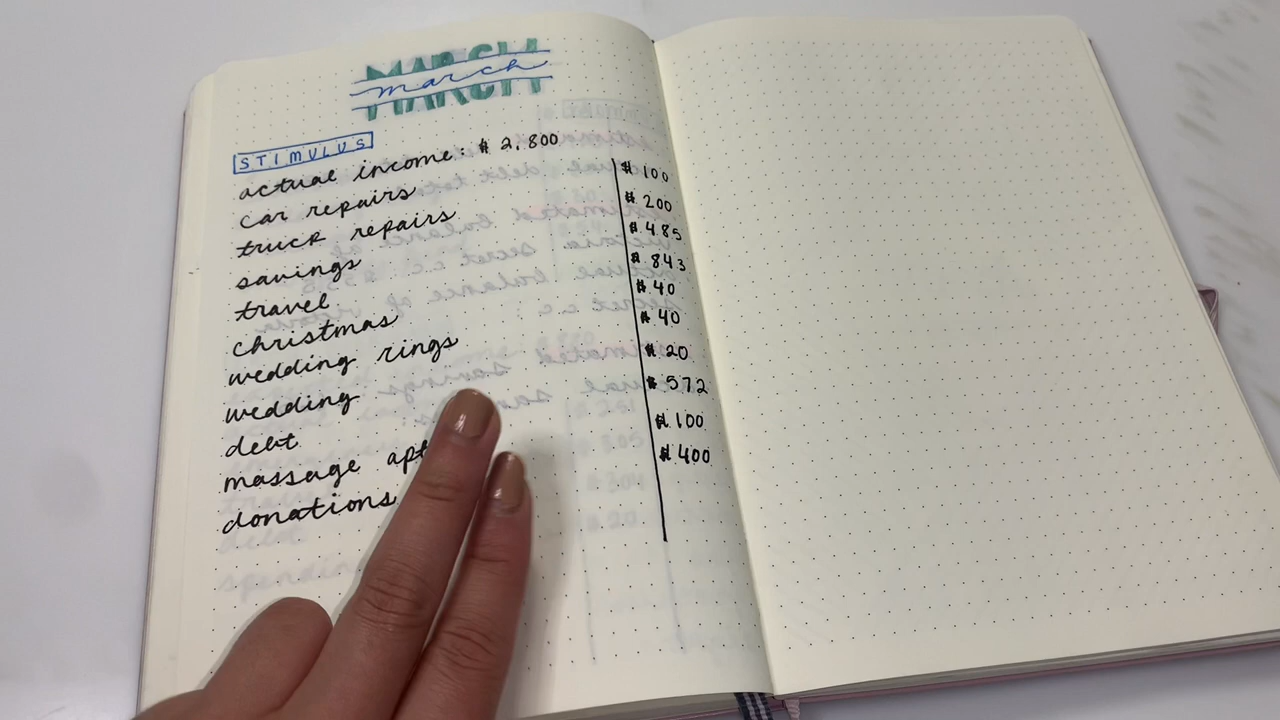 MARCH
march
STIMULUS
actual income: $ 2,800
car repairs $ 100
truck repairs $ 200
savings $ 485
travel $ 843
christmas $ 40
wedding rings $ 40
wedding $ 20
debt $ 572
massage apt $ 100
donations $ 400